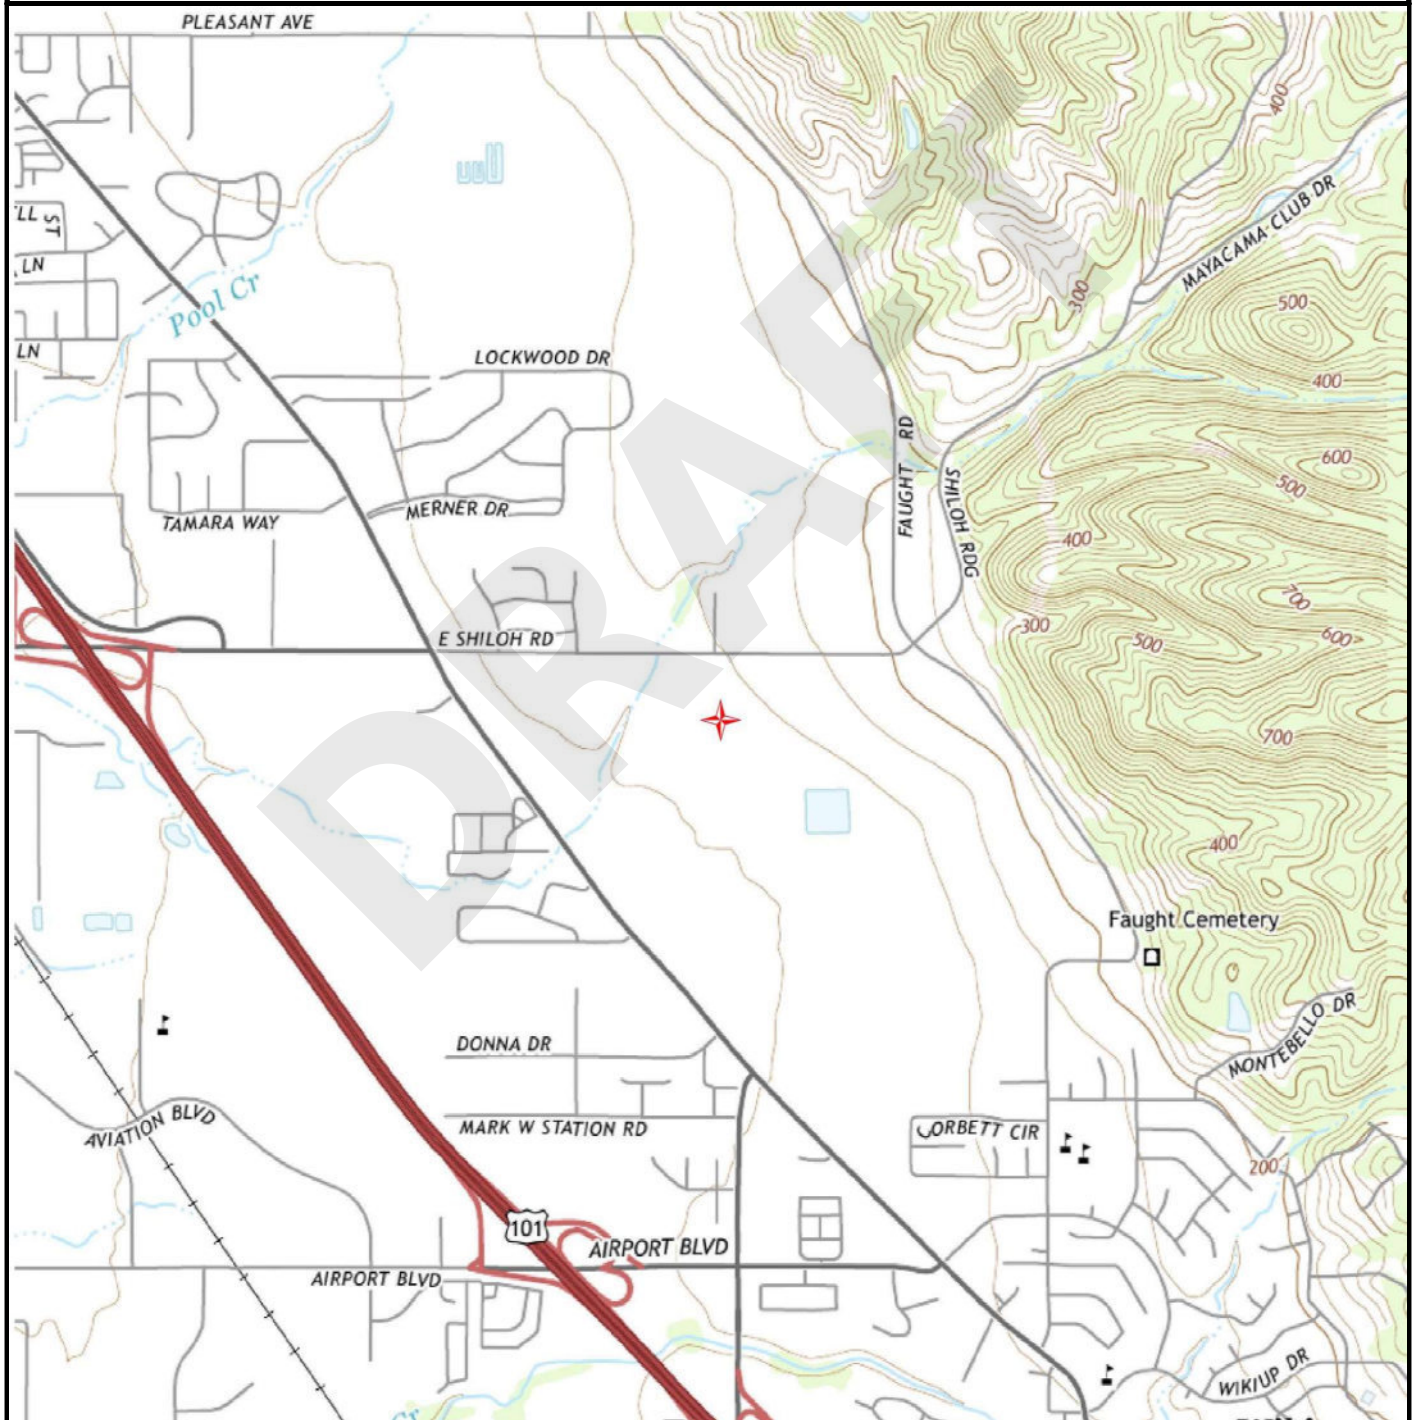 PLEASANT AVE
400
MAYACAMA CLUB DR
ST
LN
Pool Cr
300
500
LN
LOCKWOOD DR
400
FAUGHT RD
600
SHILOH RDG
500
MERNER DR
TAMARA WAY
400
700
300
600
E SHILOH RD
500
700
DRAFT
400
Faught Cemetery
MONTEBELLO DR
DONNA DR
AVIATION BLVD
MARK W STATION RD
CORBETT CIR
200
101
AIRPORT BLVD
AIRPORT BLVD
WIKIUP DR
Cr